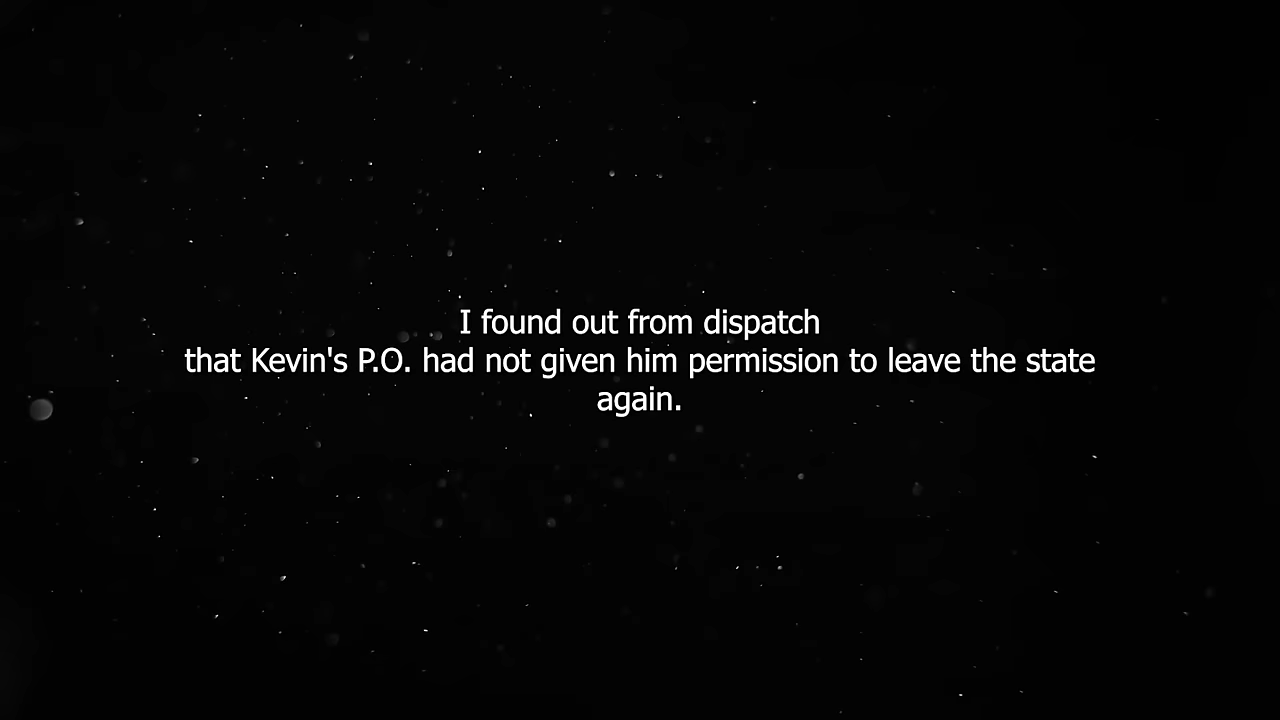 I found out from dispatch
that Kevin's P.O. had not given him permission to leave the state
again.